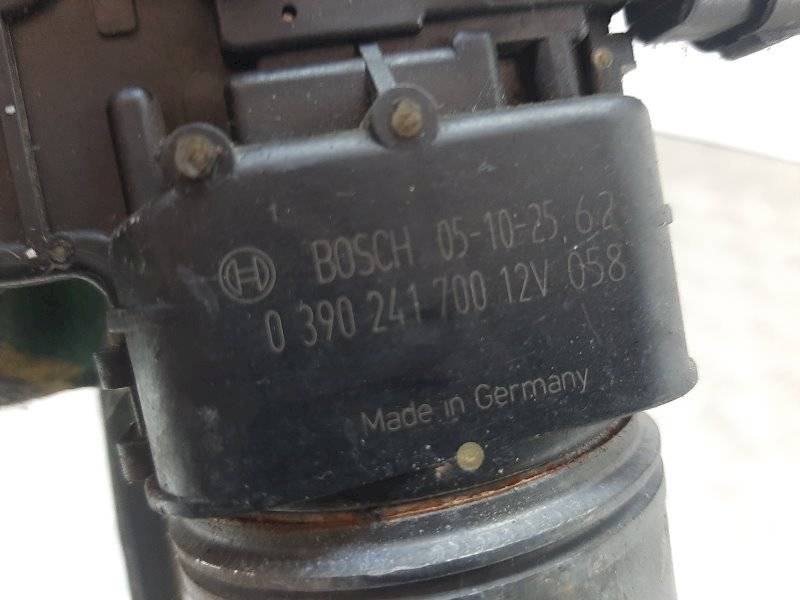 BOSCH 05-10-25 62
0 390 241 700 12V 058
Made in Germany